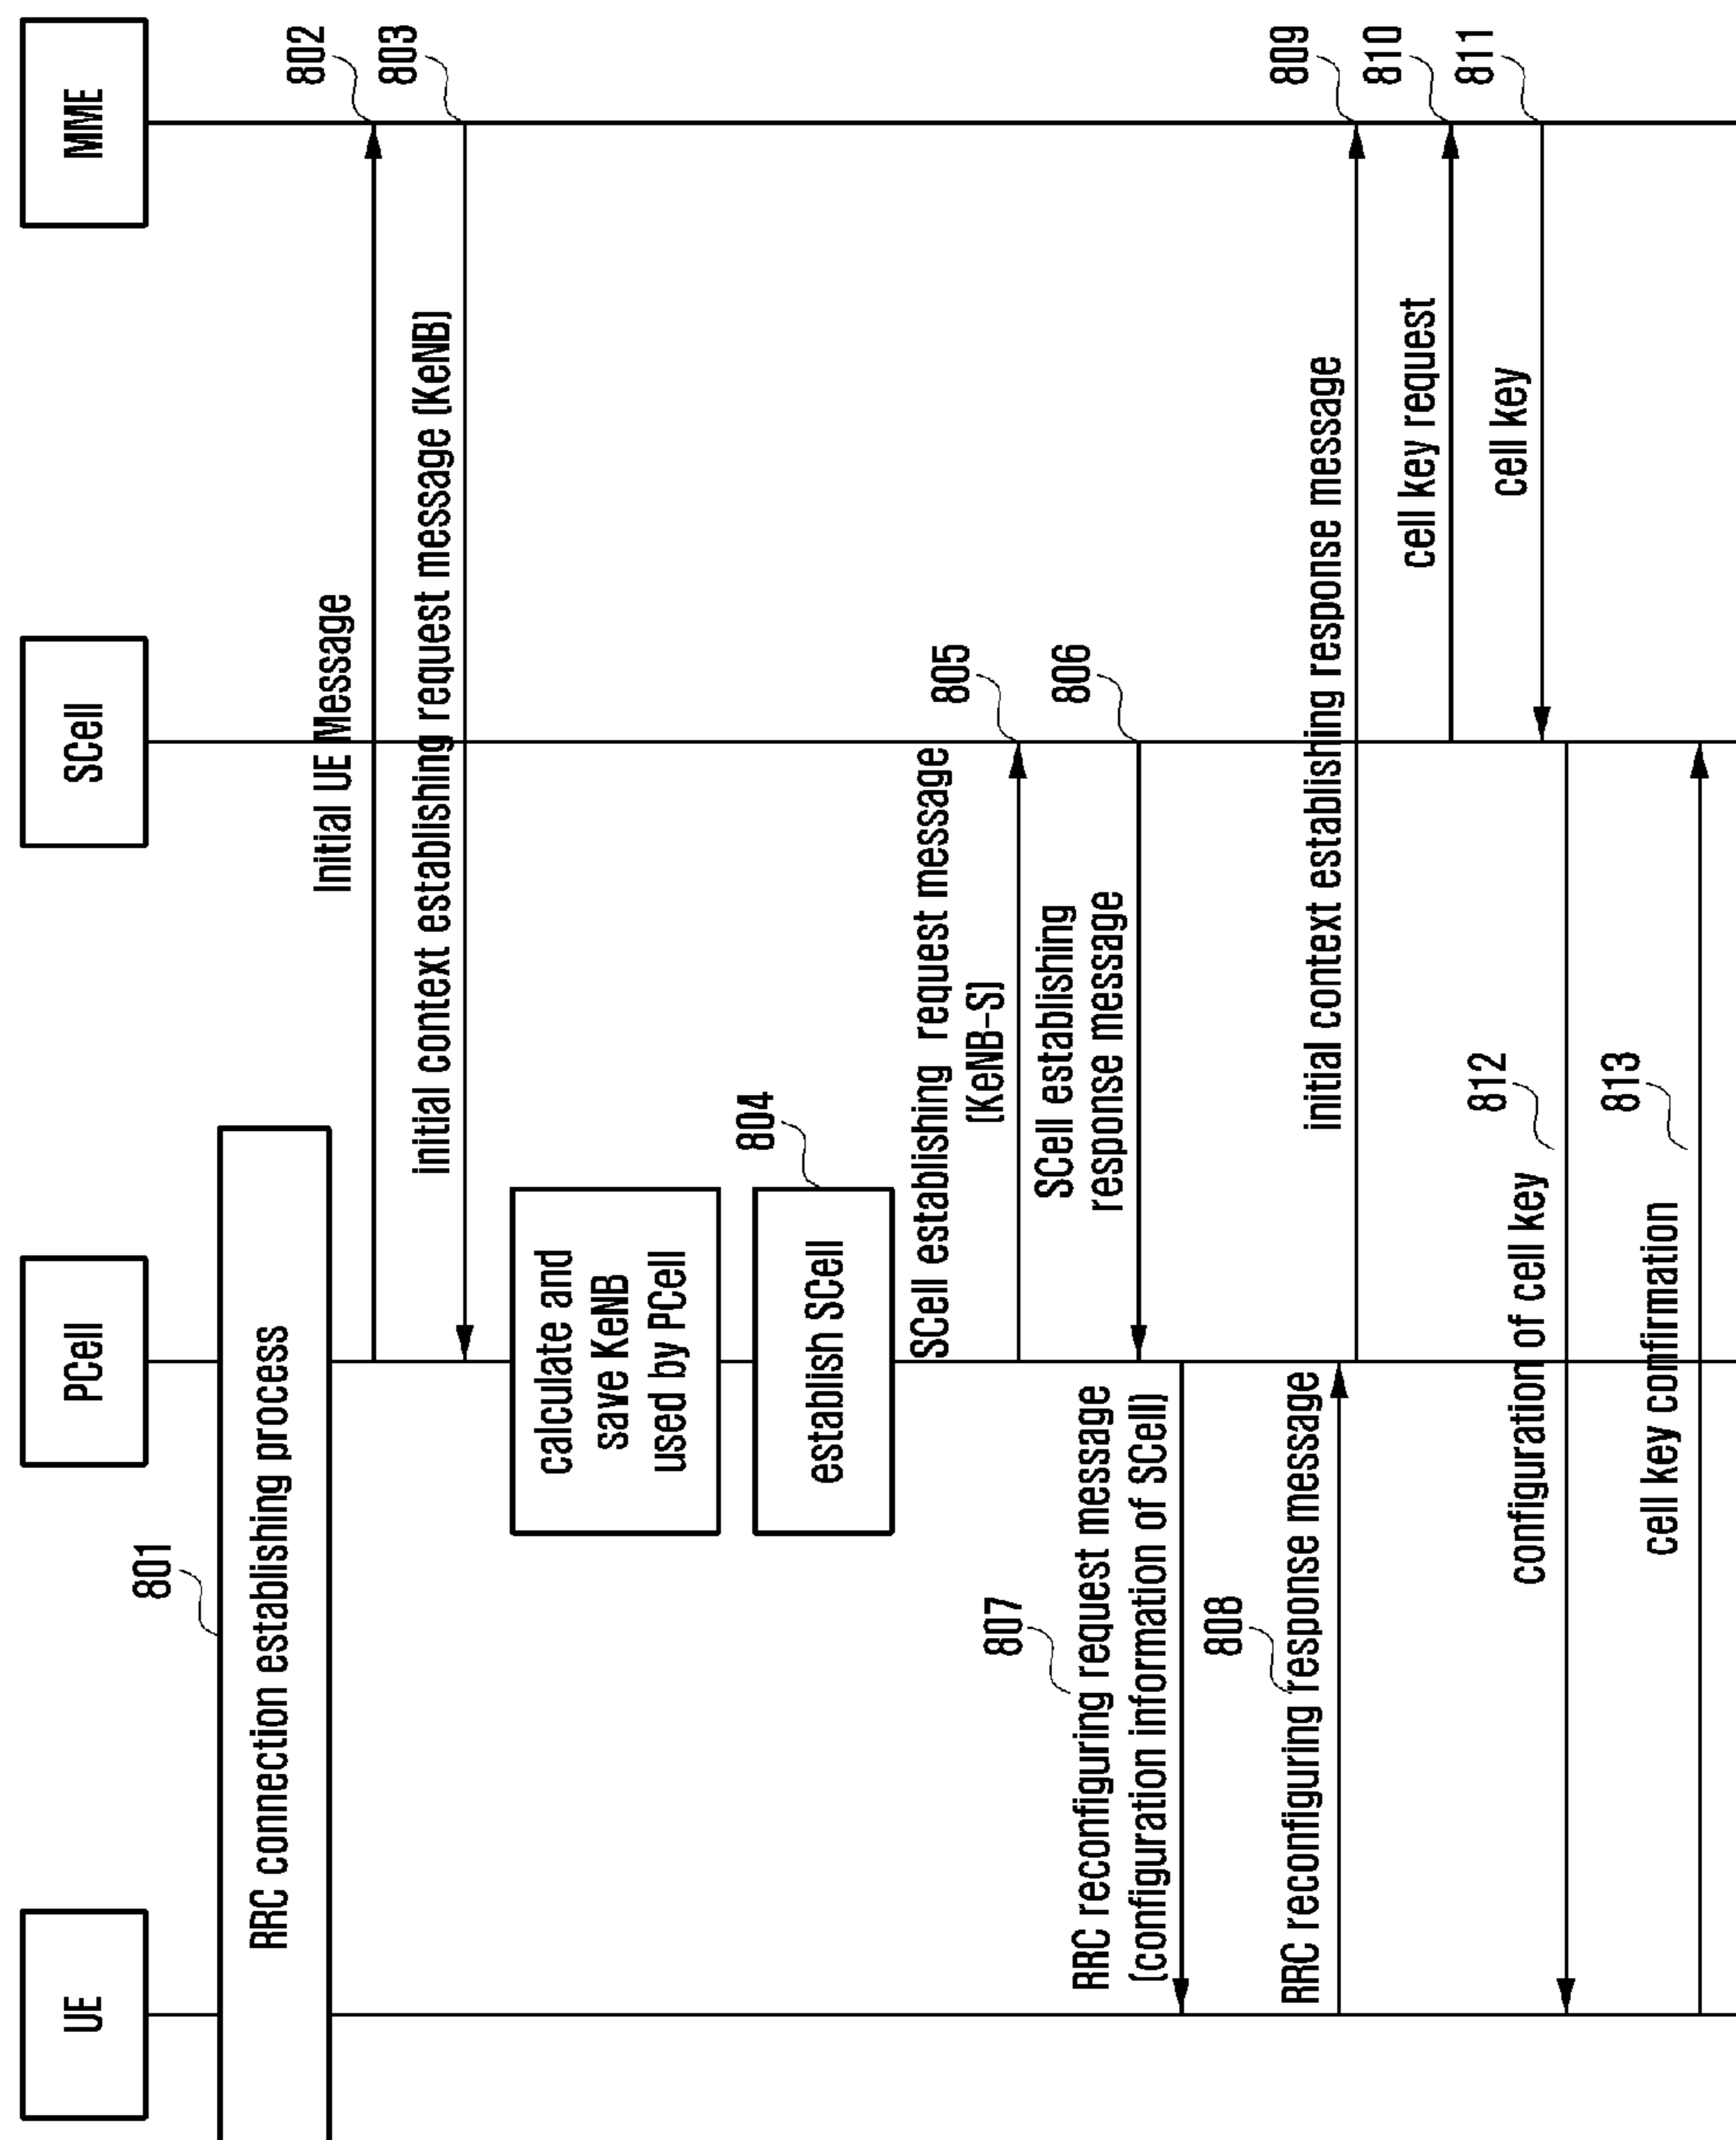 UE
PCell
SCell
MME
801
RRC connection establishing process
Initial UE Message
802
initial context establishing request message (KeNB)
803
calculate and
save KeNB
used by PCell
804
establish SCell
SCell establishing request message
(KeNB-S)
805
SCell establishing
response message
806
807
RRC reconfiguring request message
(configuration information of SCell)
808
RRC reconfiguring response message
initial context establishing response message
809
cell key request
810
cell key
811
configuration of cell key
812
cell key confirmation
813